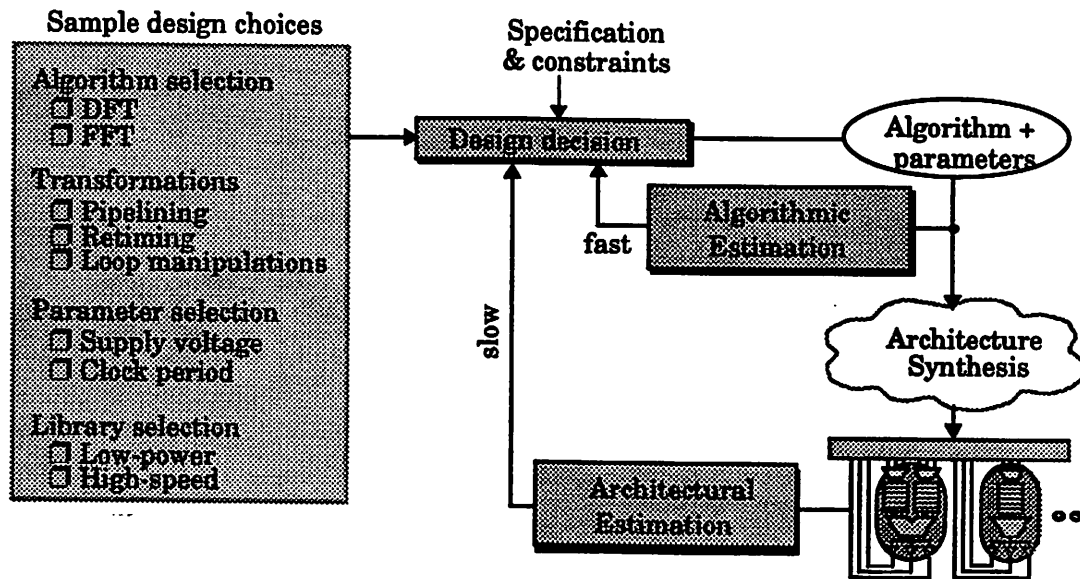 Sample design choices
Algorithm selection
DFT
FFT
Transformations
Pipelining
Retiming
Loop manipulations
Parameter selection
Supply voltage
Clock period
Library selection
Low-power
High-speed
Specification
& constraints
Design decision
Algorithm +
parameters
Algorithmic
Estimation
fast
slow
Architecture
Synthesis
Architectural
Estimation